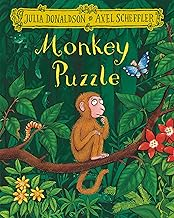 JULIA DONALDSON • AXEL SCHEFFLER
Monkey
Puzzle